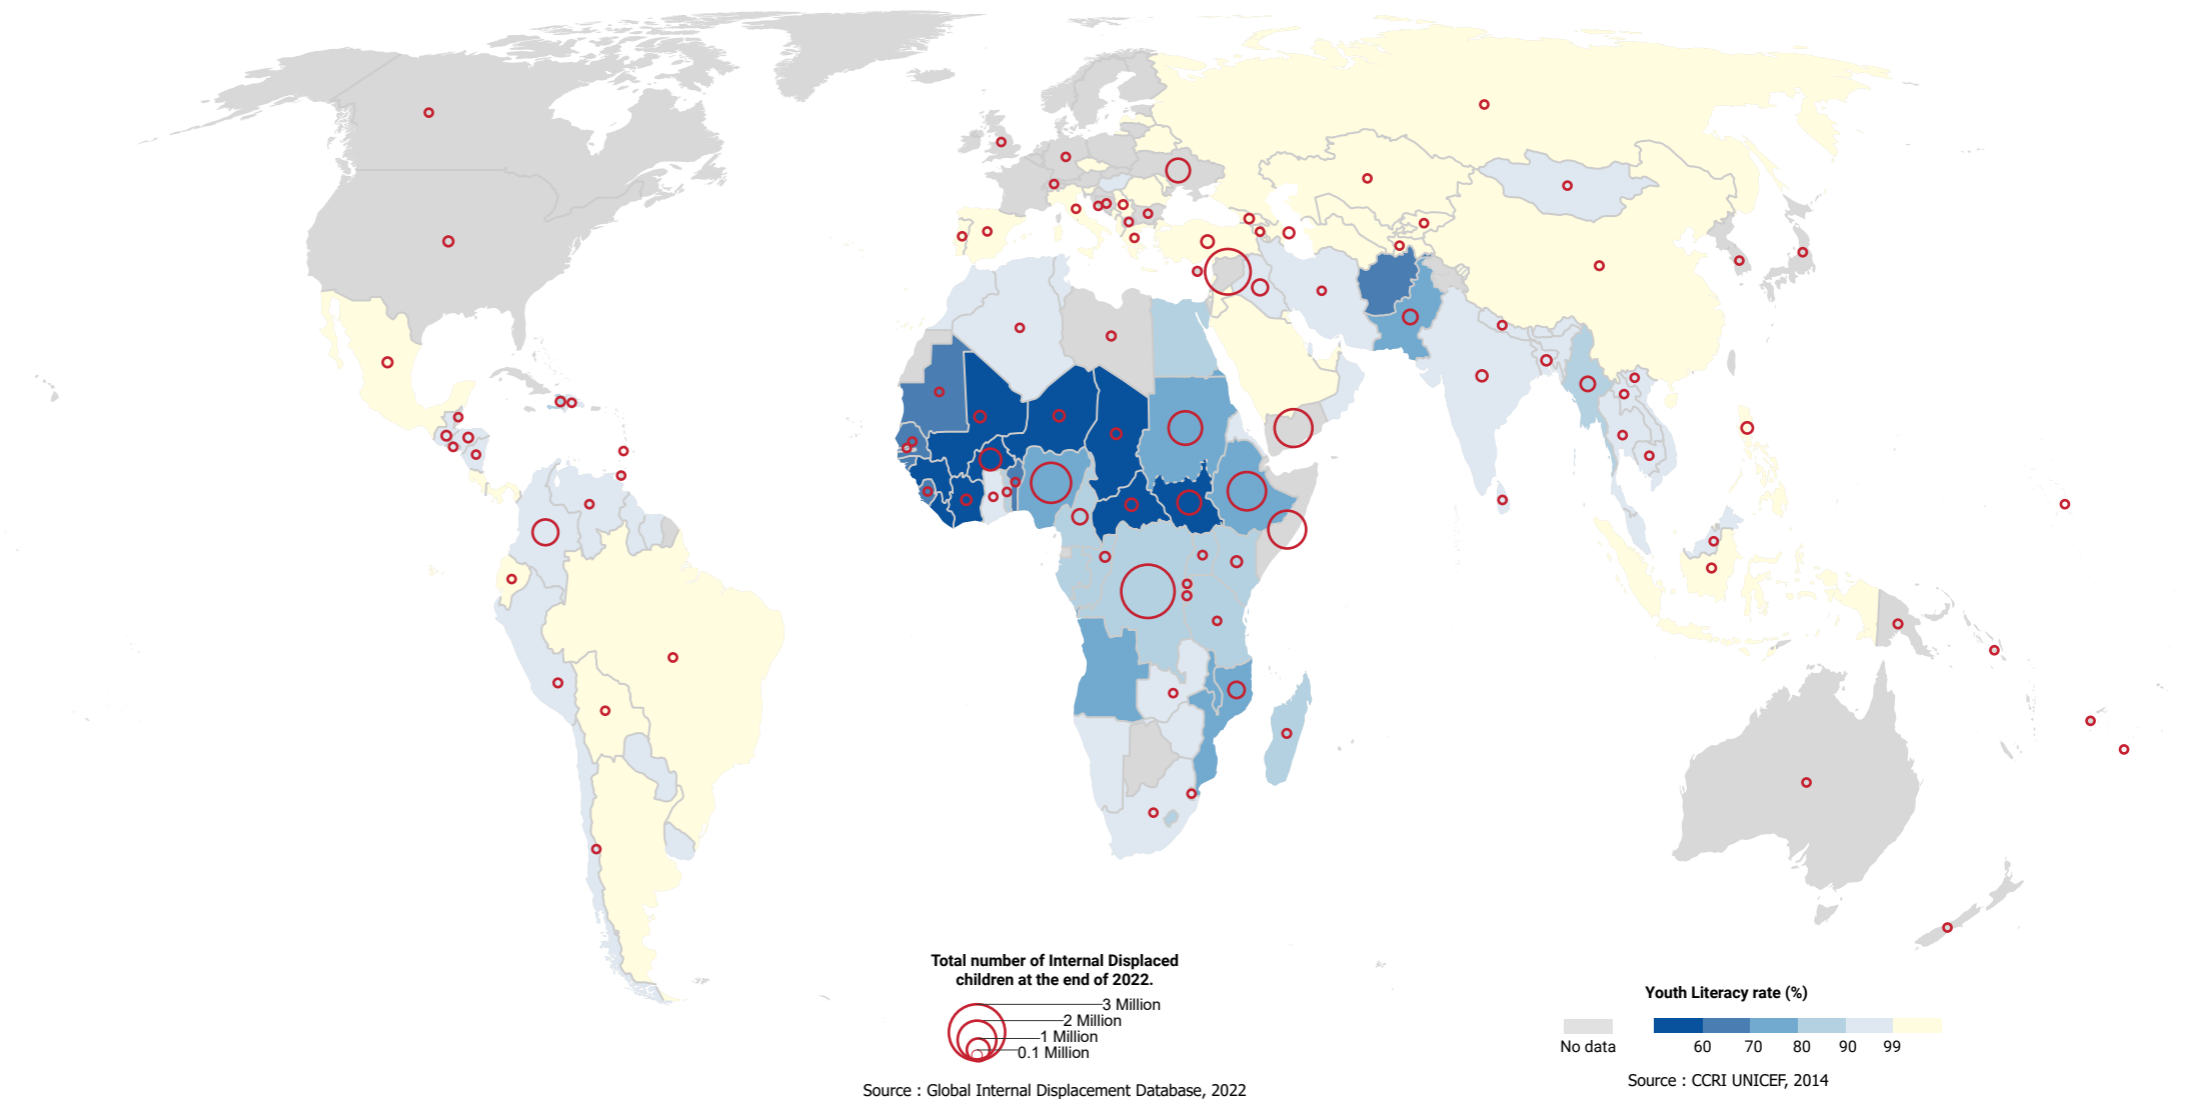 Total number of Internal Displaced
children at the end of 2022.
3 Million
2 Million
1 Million
0.1 Million
Source : Global Internal Displacement Database, 2022
Youth Literacy rate (%)
No data 60 70 80 90 99
Source : CCRI UNICEF, 2014